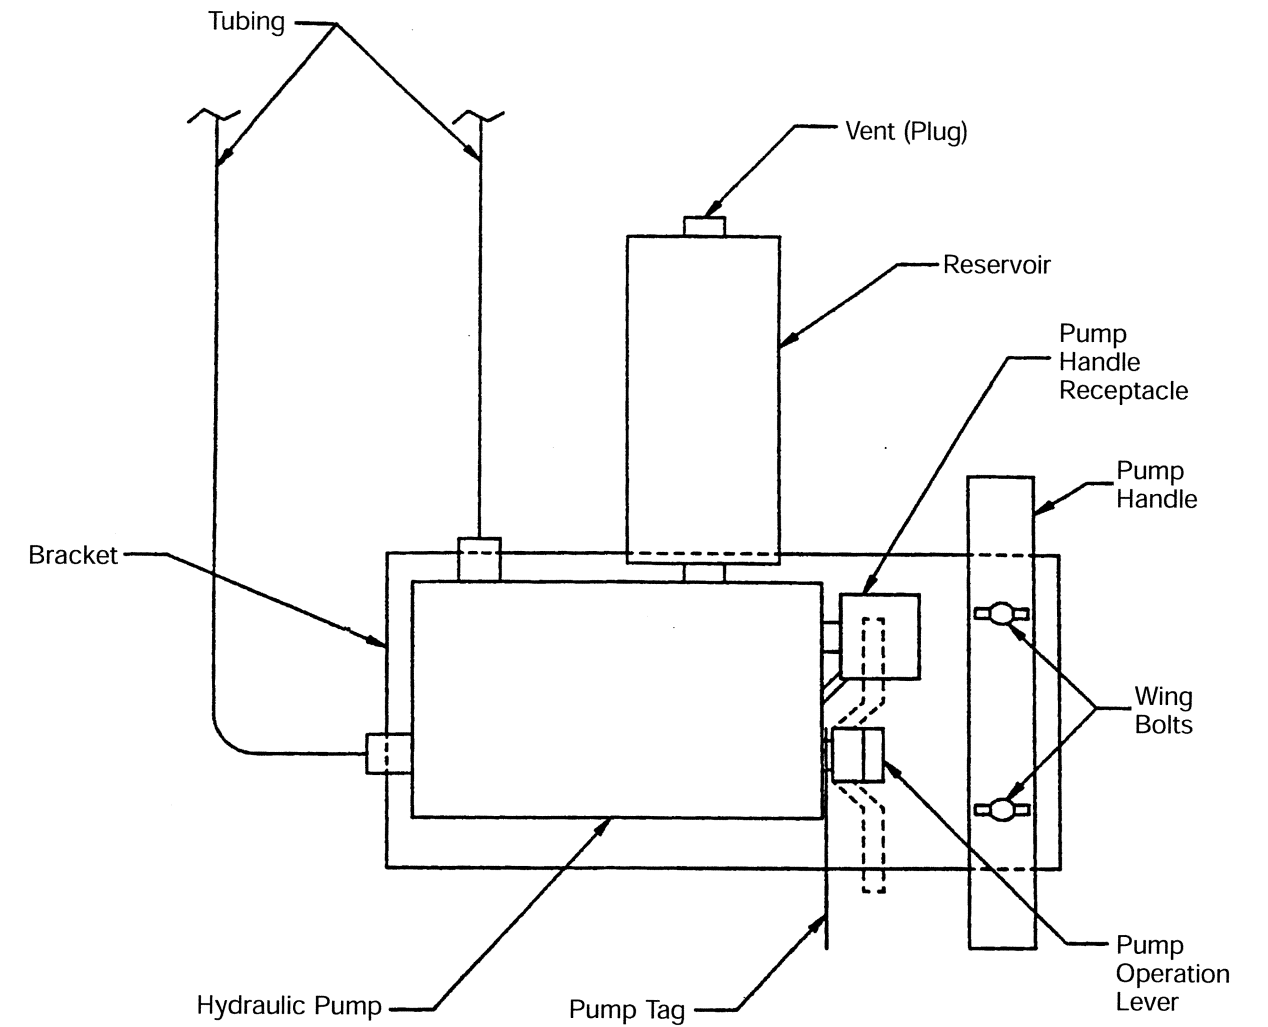 Tubing
Vent (Plug)
Reservoir
Pump
Handle
Receptacle
Pump
Handle
Bracket
Wing
Bolts
Pump
Operation
Lever
Hydraulic Pump
Pump Tag